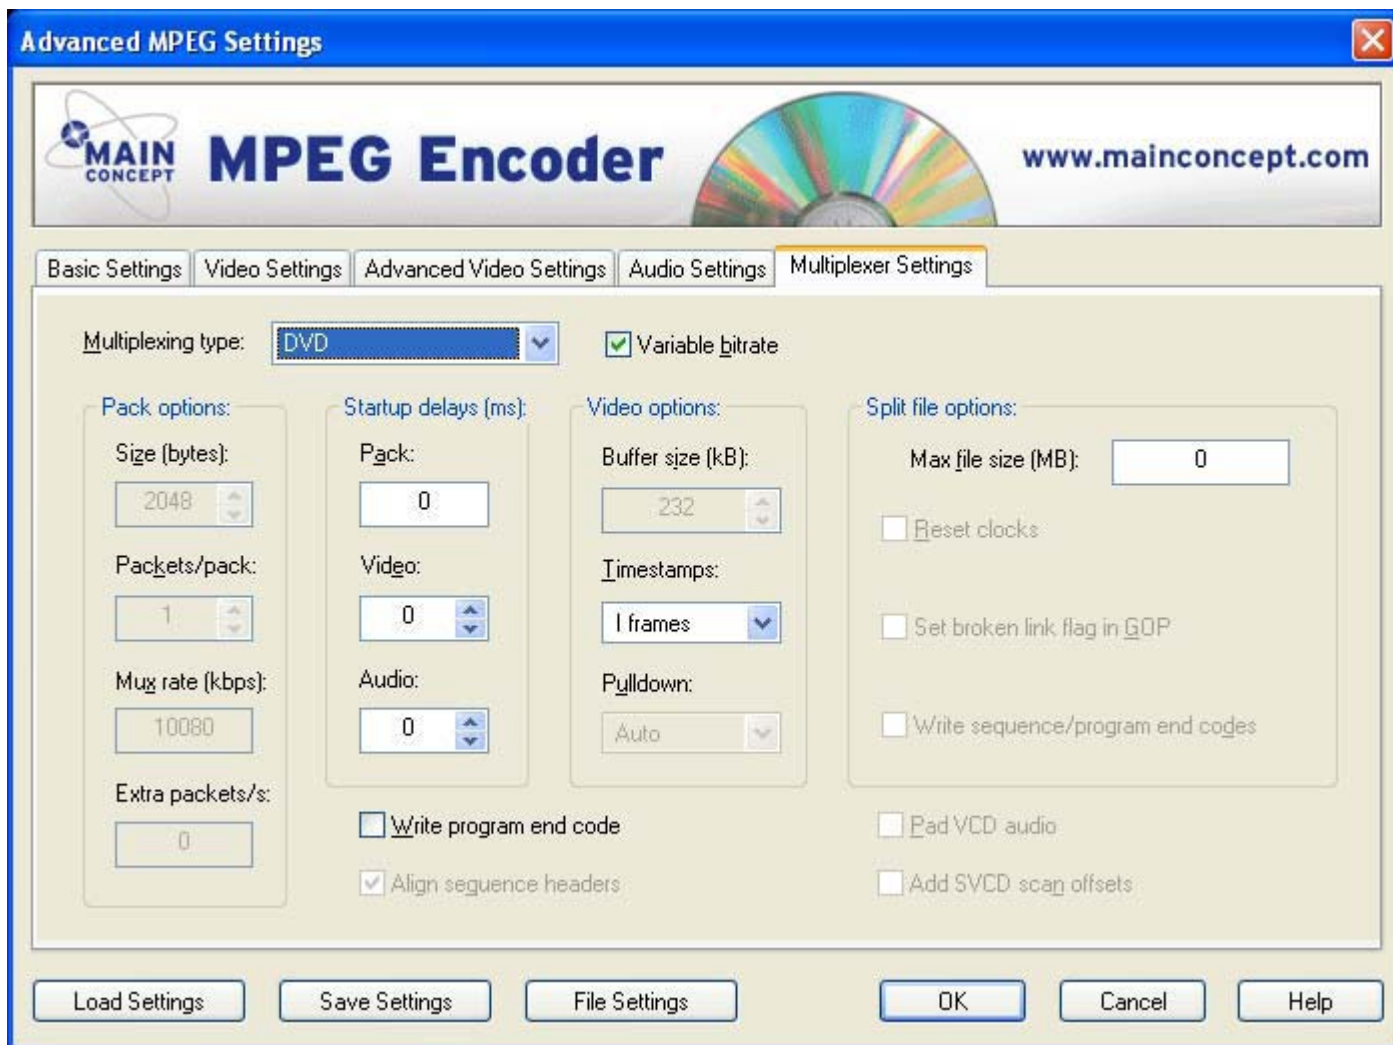 Advanced MPEG Settings
MAIN CONCEPT
MPEG Encoder
www.mainconcept.com
Basic Settings
Video Settings
Advanced Video Settings
Audio Settings
Multiplexer Settings
Multiplexing type:
DVD
Variable bitrate
Pack options:
Size (bytes):
2048
Packets/pack:
1
Mux rate (kbps):
10080
Extra packets/s:
0
Startup delays (ms):
Pack:
0
Video:
0
Audio:
0
Video options:
Buffer size (kB):
232
Timestamps:
I frames
Pulldown:
Auto
Split file options:
Max file size (MB):
0
Reset clocks
Set broken link flag in GOP
Write sequence/program end codes
Write program end code
Align sequence headers
Pad VCD audio
Add SVCD scan offsets
Load Settings
Save Settings
File Settings
OK
Cancel
Help